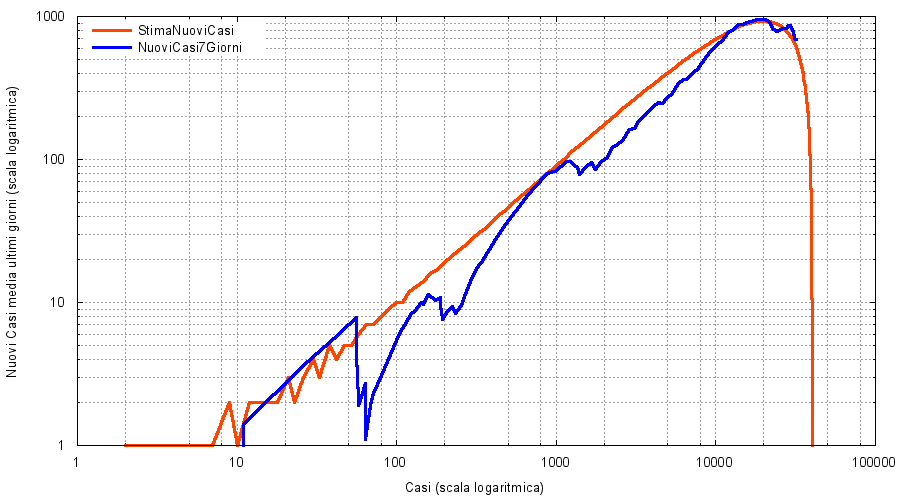 StimaNuoviCasi
NuoviCasi7Giorni
Nuovi Casi media ultimi giorni (scala logaritmica)
1000
100
10
1
1 10 100 1000 10000 100000
Casi (scala logaritmica)